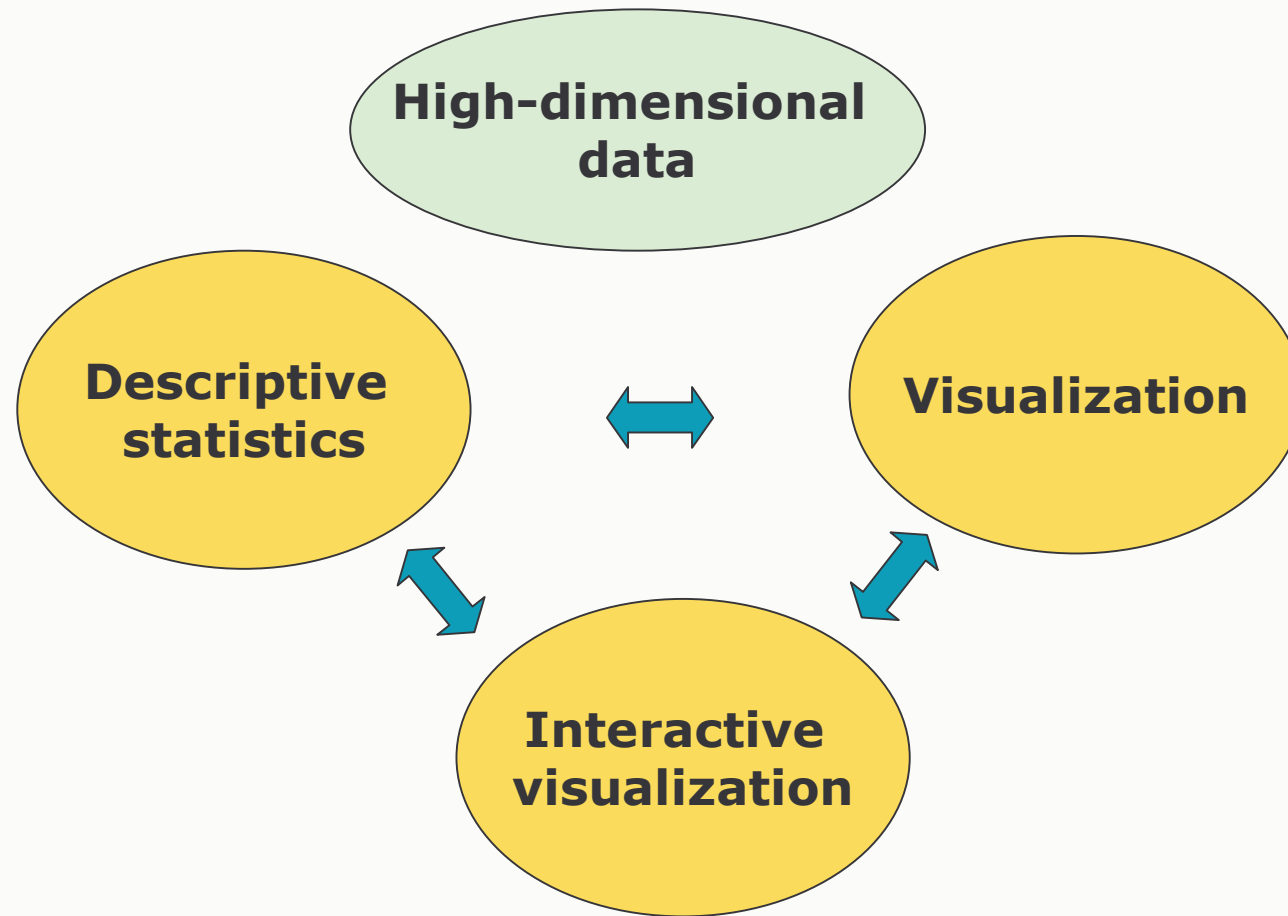 High-dimensional
data
Descriptive
statistics
Visualization
Interactive
visualization